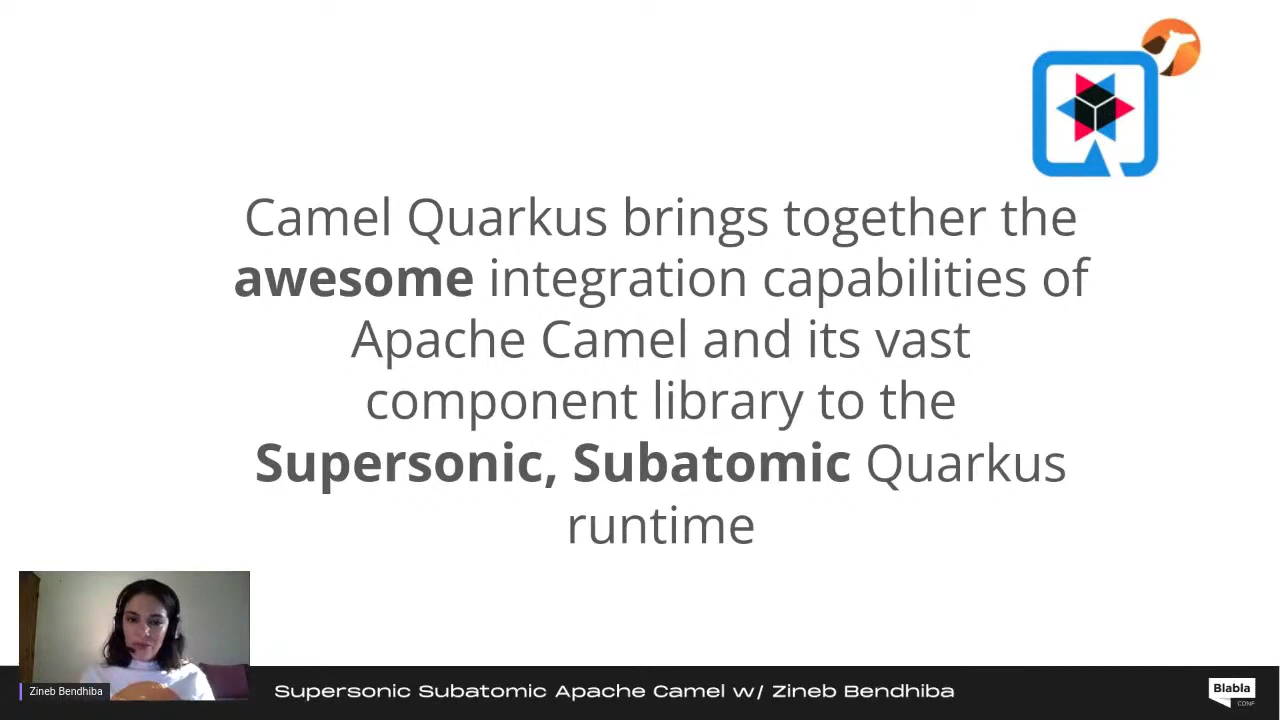 Camel Quarkus brings together the
awesome integration capabilities of
Apache Camel and its vast
component library to the
Supersonic, Subatomic Quarkus
runtime
Zineb Bendhiba
Supersonic Subatomic Apache Camel w/ Zineb Bendhiba
Blabla
CONF